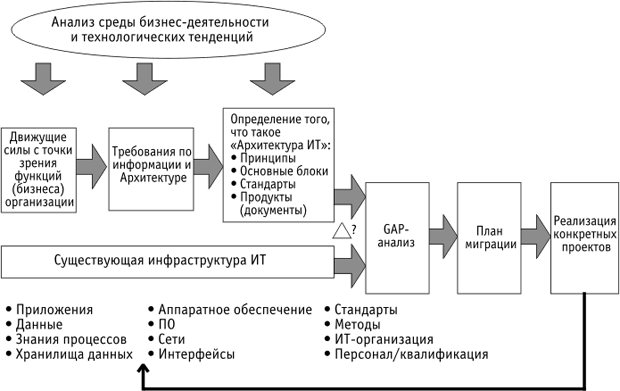 Анализ среды бизнес-деятельности
и технологических тенденций
Движущие
силы с точки
зрения
функций
(бизнеса)
организации
Требования по
информации и
Архитектуре
Определение того,
что такое
«Архитектура ИТ»:
• Принципы
• Основные блоки
• Стандарты
• Продукты
(документы)
?
GAP-
анализ
План
миграции
Реализация
конкретных
проектов
Существующая инфраструктура ИТ
• Приложения
• Данные
• Знания процессов
• Хранилища данных
• Аппаратное обеспечение
• ПО
• Сети
• Интерфейсы
• Стандарты
• Методы
• ИТ-организация
• Персонал/квалификация